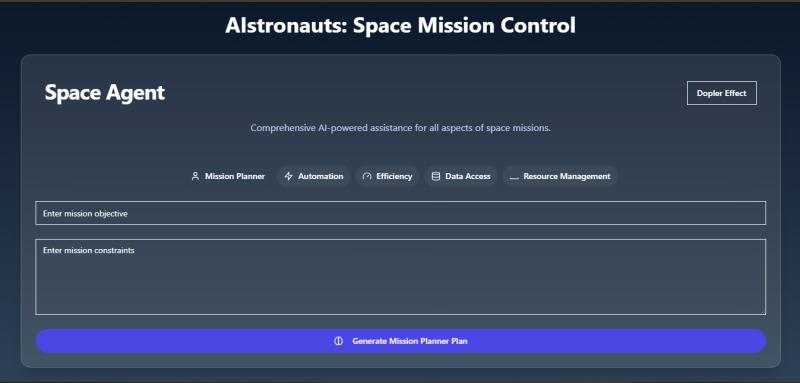 AIstronauts: Space Mission Control
Space Agent
Dopler Effect
Comprehensive AI-powered assistance for all aspects of space missions.
Mission Planner Automation Efficiency Data Access Resource Management
Enter mission objective
Enter mission constraints
Generate Mission Planner Plan